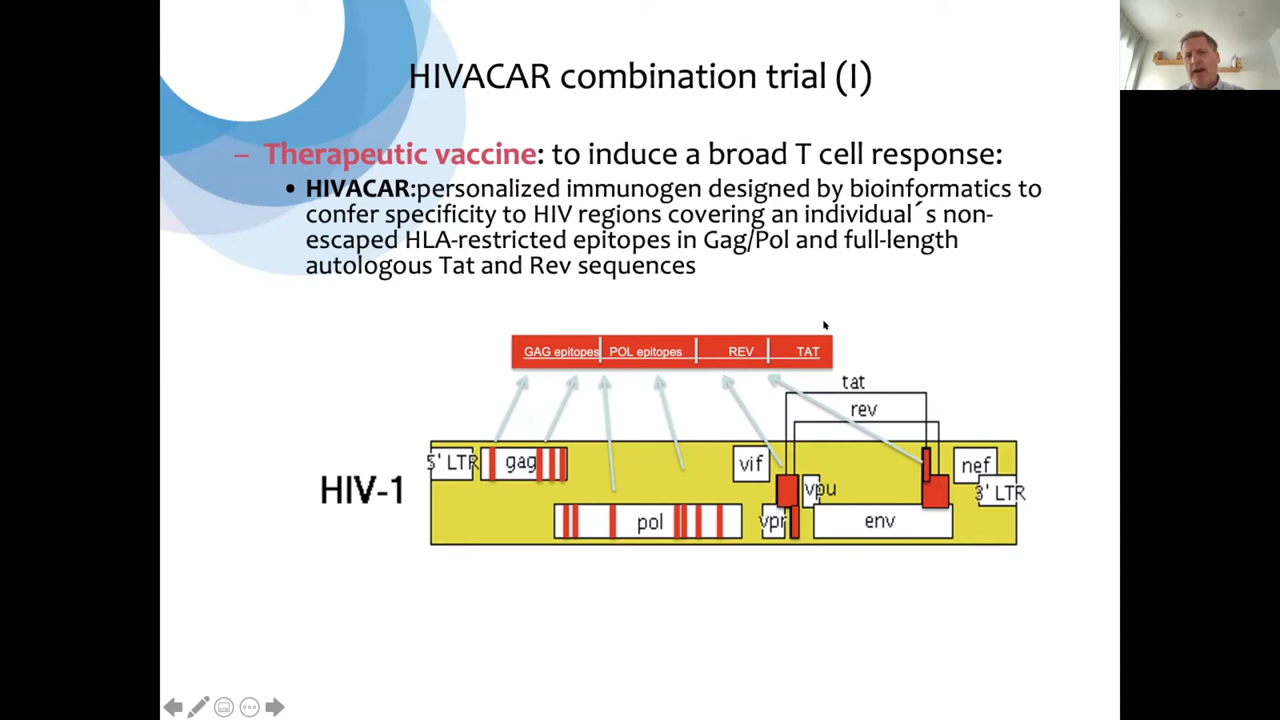 HIVACAR combination trial (I)
– Therapeutic vaccine: to induce a broad T cell response:
• HIVACAR:personalized immunogen designed by bioinformatics to
confer specificity to HIV regions covering an individual´s non-
escaped HLA-restricted epitopes in Gag/Pol and full-length
autologous Tat and Rev sequences
GAG epitopes POL epitopes REV TAT
tat
rev
5' LTR gag vif nef
HIV-1 vpu 3' LTR
pol vpr env